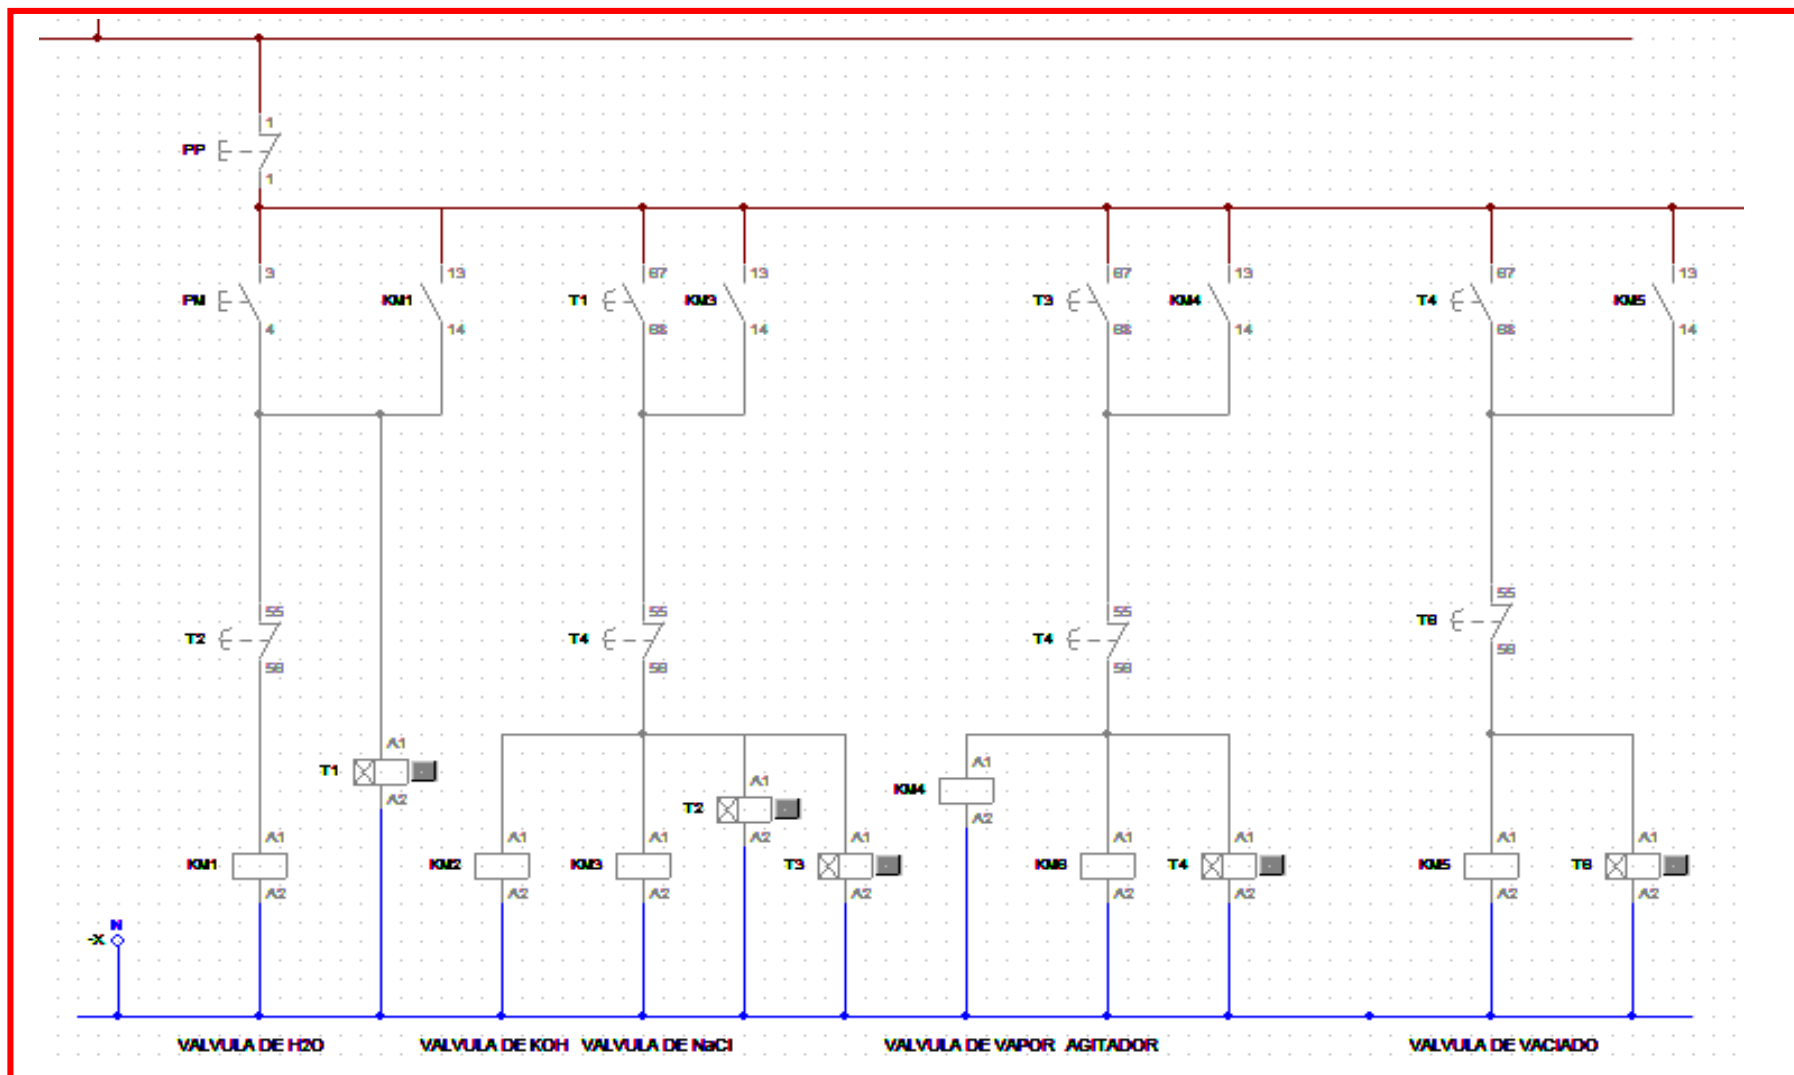 1
PP
1
3 13 67 13 67 13 67 13
PM KM1 T1 KM3 T3 KM4 T4 KM5
4 14 68 14 68 14 68 14
55 55 55 55
T2 T4 T4 T6
56 56 56 56
A1 A1 A1
T1 T2 KM4
A2 A2 A2
A1 A1 A1 A1 A1 A1 A1 A1
KM1 KM2 KM3 T3 KM6 T4 KM5 T6
A2 A2 A2 A2 A2 A2 A2 A2
N
-X
VALVULA DE H2O VALVULA DE KOH VALVULA DE NaCl VALVULA DE VAPOR AGITADOR VALVULA DE VACIADO